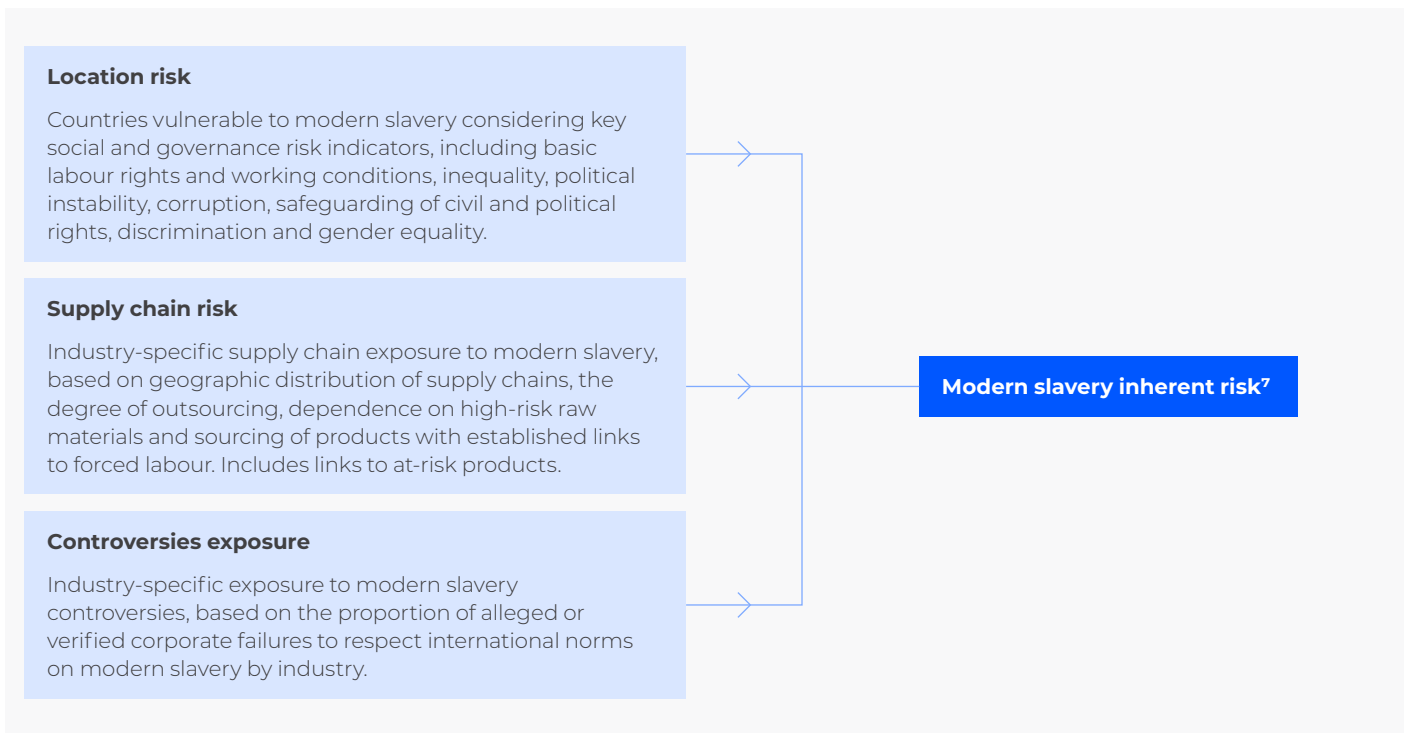 Location risk
Countries vulnerable to modern slavery considering key
social and governance risk indicators, including basic
labour rights and working conditions, inequality, political
instability, corruption, safeguarding of civil and political
rights, discrimination and gender equality.
Supply chain risk
Industry-specific supply chain exposure to modern slavery,
based on geographic distribution of supply chains, the
degree of outsourcing, dependence on high-risk raw
materials and sourcing of products with established links
to forced labour. Includes links to at-risk products.
Controversies exposure
Industry-specific exposure to modern slavery
controversies, based on the proportion of alleged or
verified corporate failures to respect international norms
on modern slavery by industry.
Modern slavery inherent risk⁷